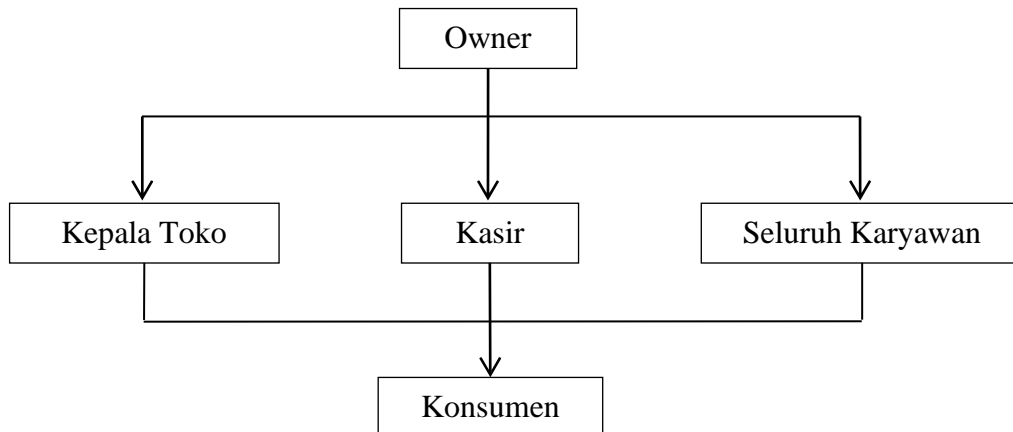 Owner
Kepala Toko
Kasir
Seluruh Karyawan
Konsumen